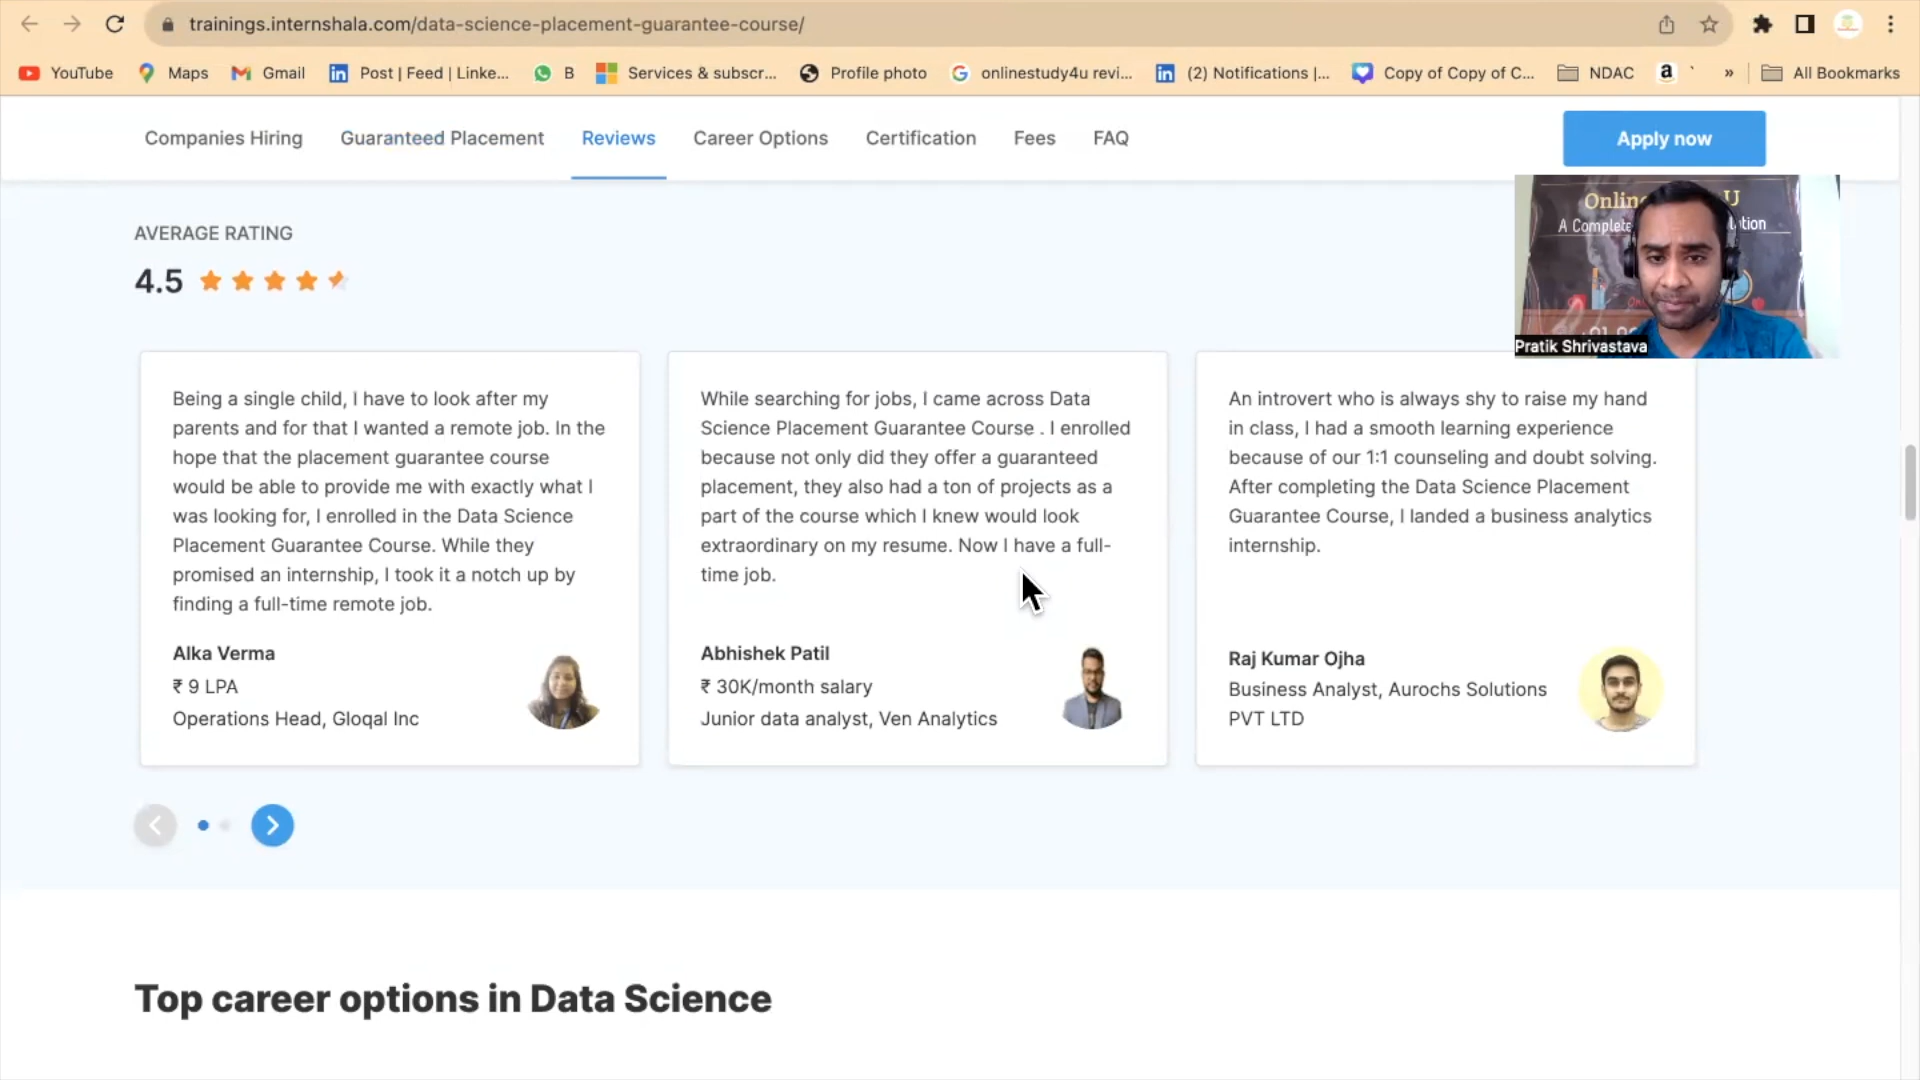 trainings.internshala.com/data-science-placement-guarantee-course/
YouTube Maps Gmail Post | Feed | Linke... B Services & subscr... Profile photo onlinestudy4u revi... (2) Notifications |... Copy of Copy of C... NDAC a » All Bookmarks
Companies Hiring Guaranteed Placement Reviews Career Options Certification Fees FAQ Apply now
AVERAGE RATING
4.5
Pratik Shrivastava
Being a single child, I have to look after my
parents and for that I wanted a remote job. In the
hope that the placement guarantee course
would be able to provide me with exactly what I
was looking for, I enrolled in the Data Science
Placement Guarantee Course. While they
promised an internship, I took it a notch up by
finding a full-time remote job.
Alka Verma
₹ 9 LPA
Operations Head, Gloqal Inc
While searching for jobs, I came across Data
Science Placement Guarantee Course . I enrolled
because not only did they offer a guaranteed
placement, they also had a ton of projects as a
part of the course which I knew would look
extraordinary on my resume. Now I have a full-
time job.
Abhishek Patil
₹ 30K/month salary
Junior data analyst, Ven Analytics
An introvert who is always shy to raise my hand
in class, I had a smooth learning experience
because of our 1:1 counseling and doubt solving.
After completing the Data Science Placement
Guarantee Course, I landed a business analytics
internship.
Raj Kumar Ojha
Business Analyst, Aurochs Solutions
PVT LTD
Top career options in Data Science